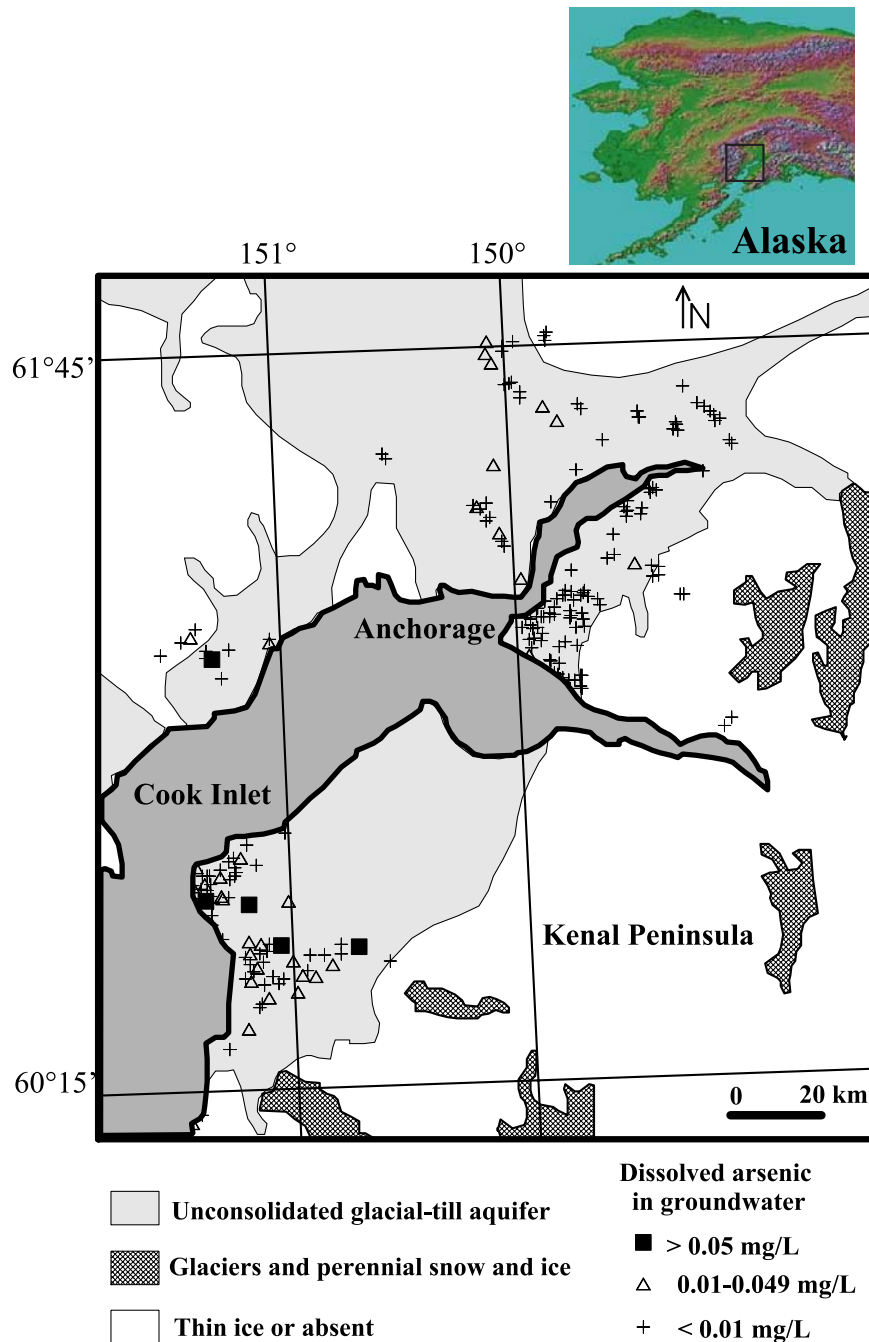 Alaska
151°
150°
N
61°45'
Anchorage
Cook Inlet
Kenal Peninsula
60°15'
0 20 km
Unconsolidated glacial-till aquifer
Glaciers and perennial snow and ice
Thin ice or absent
Dissolved arsenic
in groundwater
> 0.05 mg/L
0.01-0.049 mg/L
< 0.01 mg/L